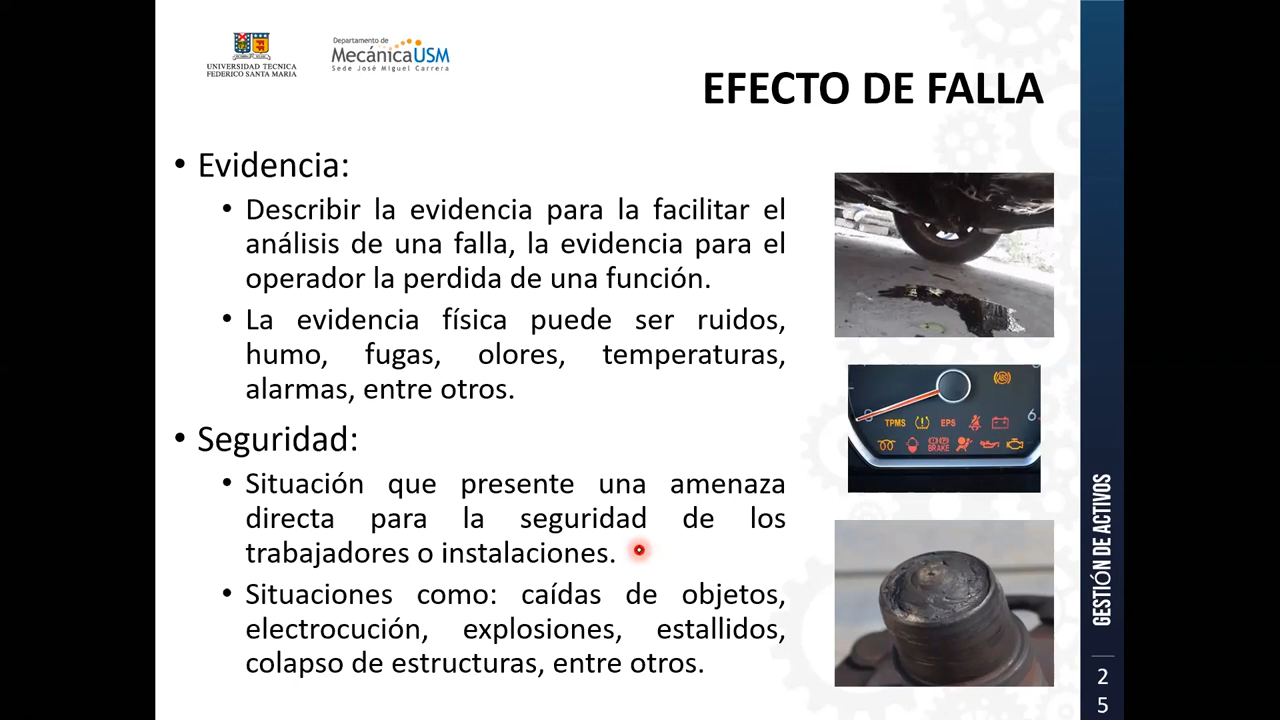 UNIVERSIDAD TECNICA
FEDERICO SANTA MARIA
Departamento de
MecánicaUSM
Sede José Miguel Carrera
EFECTO DE FALLA
• Evidencia:
• Describir la evidencia para la facilitar el
análisis de una falla, la evidencia para el
operador la perdida de una función.
• La evidencia física puede ser ruidos,
humo, fugas, olores, temperaturas,
alarmas, entre otros.
• Seguridad:
• Situación que presente una amenaza
directa para la seguridad de los
trabajadores o instalaciones.
• Situaciones como: caídas de objetos,
electrocución, explosiones, estallidos,
colapso de estructuras, entre otros.
ABS
6
TPMS
EPS
BRAKE
GESTIÓN DE ACTIVOS
2
5